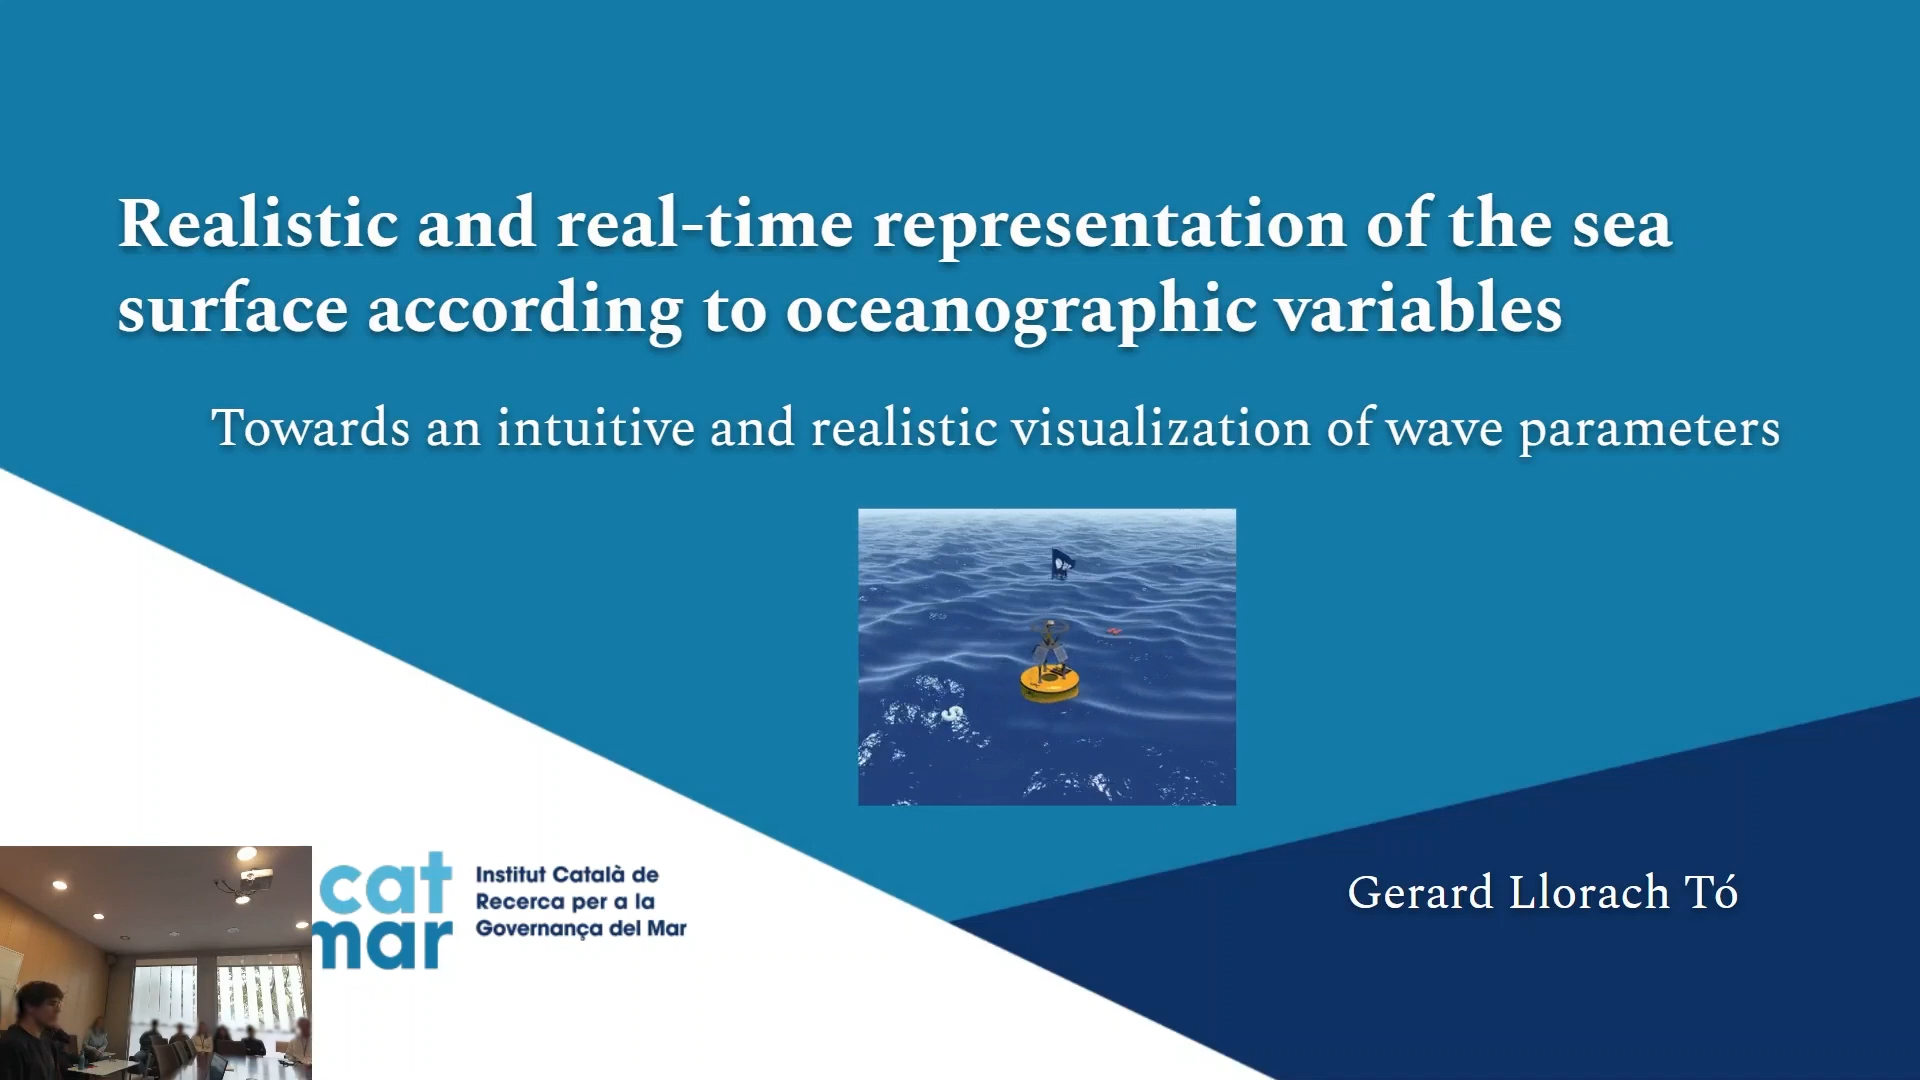 Realistic and real-time representation of the sea
surface according to oceanographic variables
Towards an intuitive and realistic visualization of wave parameters
S
cat
mar
Institut Català de
Recerca per a la
Governança del Mar
Gerard Llorach Tó